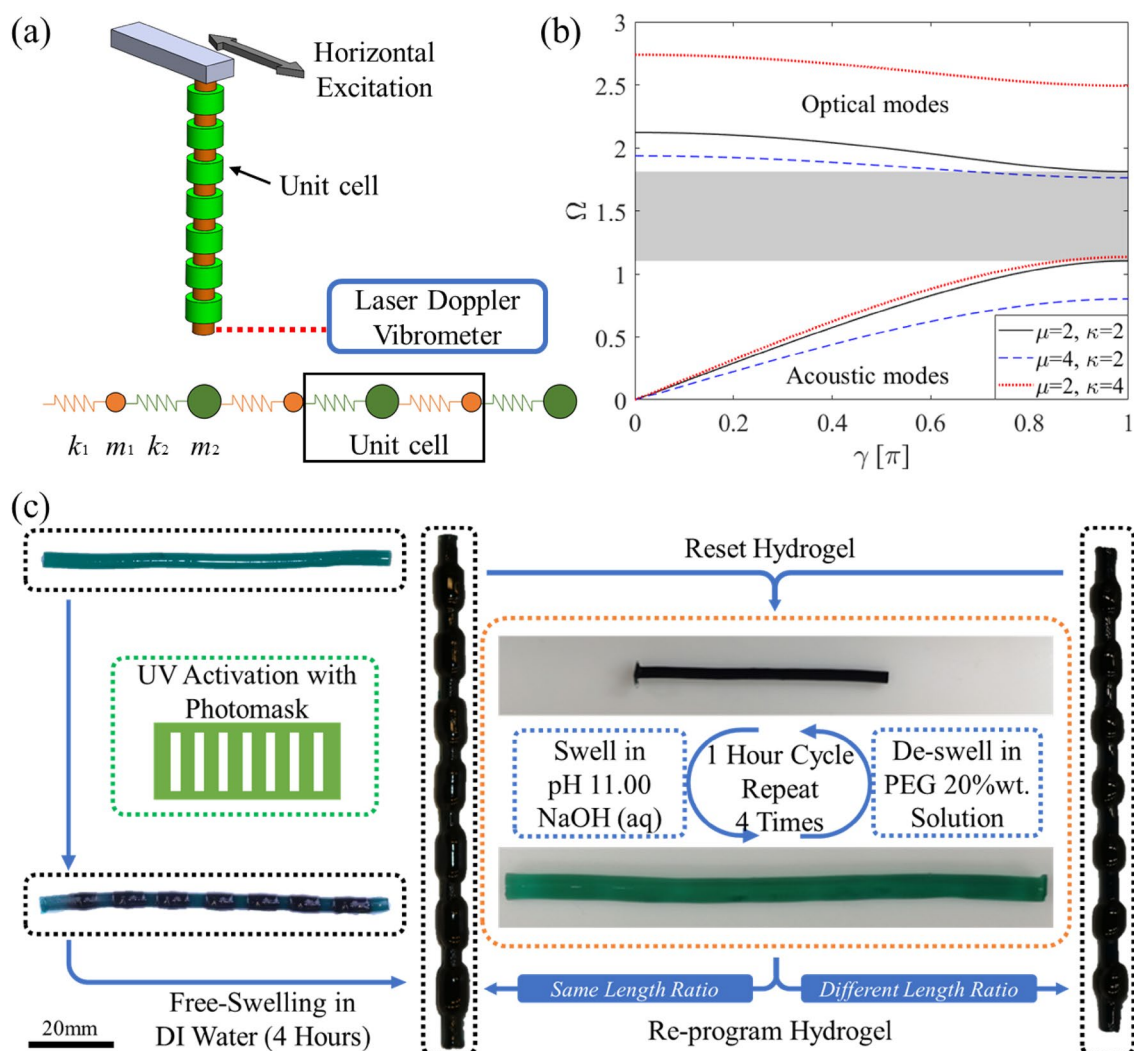 (a)
Horizontal
Excitation
Unit cell
Laser Doppler
Vibrometer
k1 m1 k2 m2
Unit cell
(b)
3
2.5
2
1.5
1
0.5
0
Ω
Optical modes
Acoustic modes
μ=2, κ=2
μ=4, κ=2
μ=2, κ=4
0 0.2 0.4 0.6 0.8 1
γ [π]
(c)
UV Activation with
Photomask
Free-Swelling in
DI Water (4 Hours)
20mm
Reset Hydrogel
Swell in
pH 11.00
NaOH (aq)
1 Hour Cycle
Repeat
4 Times
De-swell in
PEG 20%wt.
Solution
Same Length Ratio
Different Length Ratio
Re-program Hydrogel